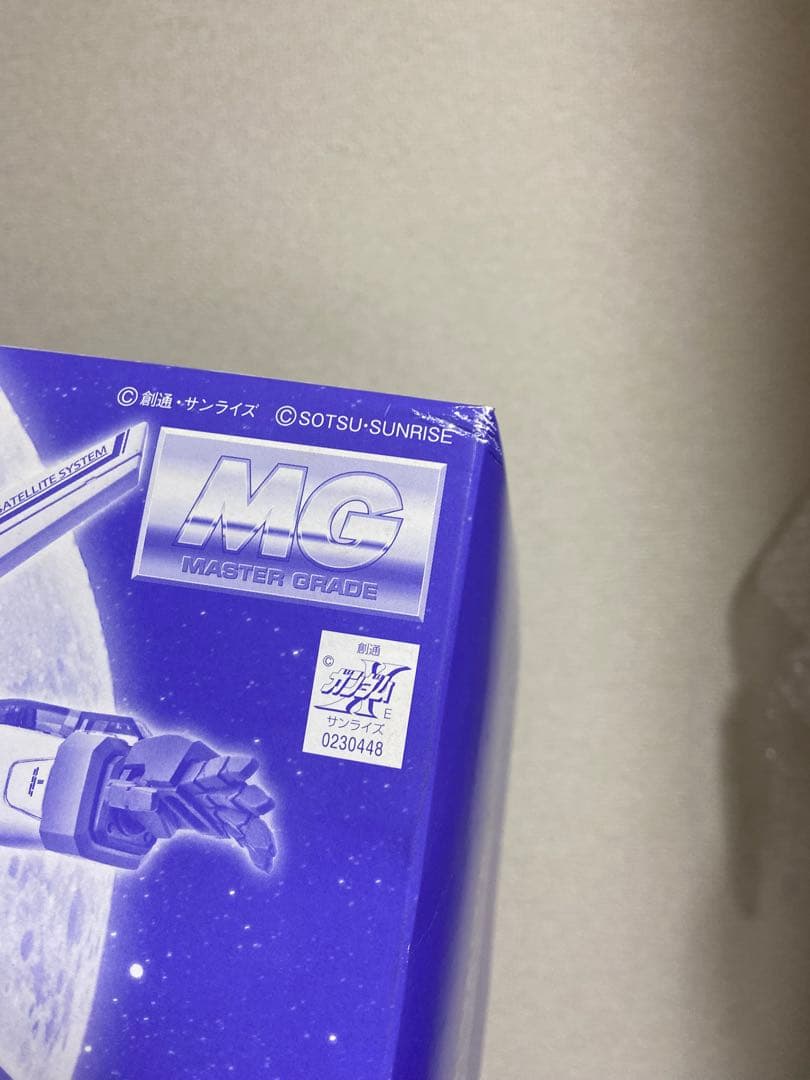 ©創通・サンライズ ©SOTSU・SUNRISE
SATELLITE SYSTEM
MG
MASTER GRADE
創通
©
ガンダムX
E
サンライズ
0230448